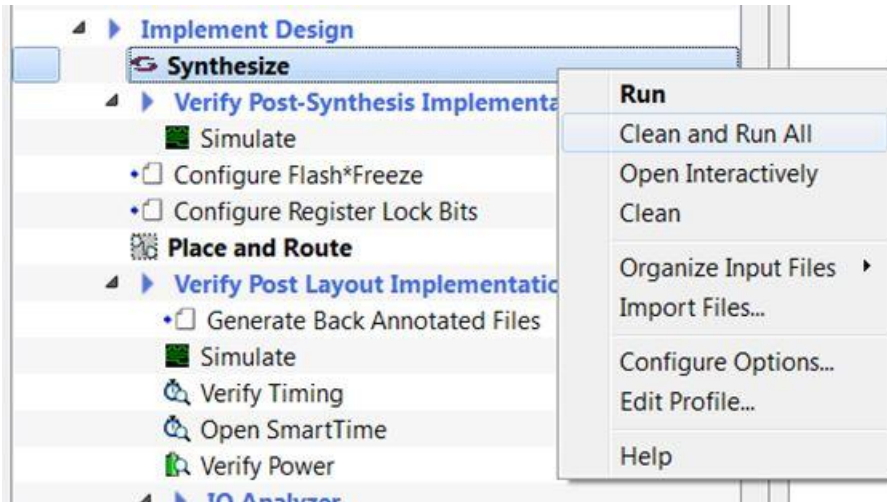 Implement Design
Synthesize
Verify Post-Synthesis Implementa
Simulate
Configure Flash*Freeze
Configure Register Lock Bits
Place and Route
Verify Post Layout Implementatio
Generate Back Annotated Files
Simulate
Verify Timing
Open SmartTime
Verify Power
IO Analyzer
Run
Clean and Run All
Open Interactively
Clean
Organize Input Files
Import Files...
Configure Options...
Edit Profile...
Help